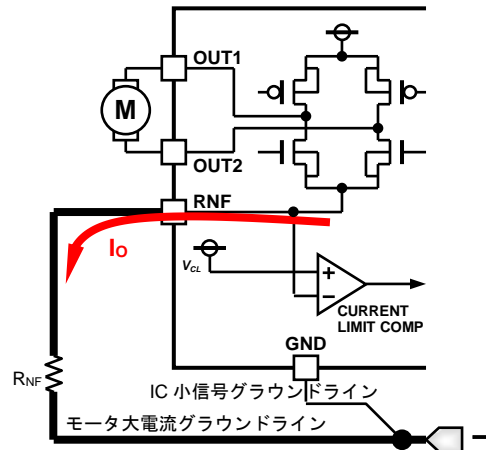 OUT1
M
OUT2
RNF
Io
VCL
+
−
CURRENT
LIMIT COMP
GND
RNF
IC 小信号グラウンドライン
モータ大電流グラウンドライン
−